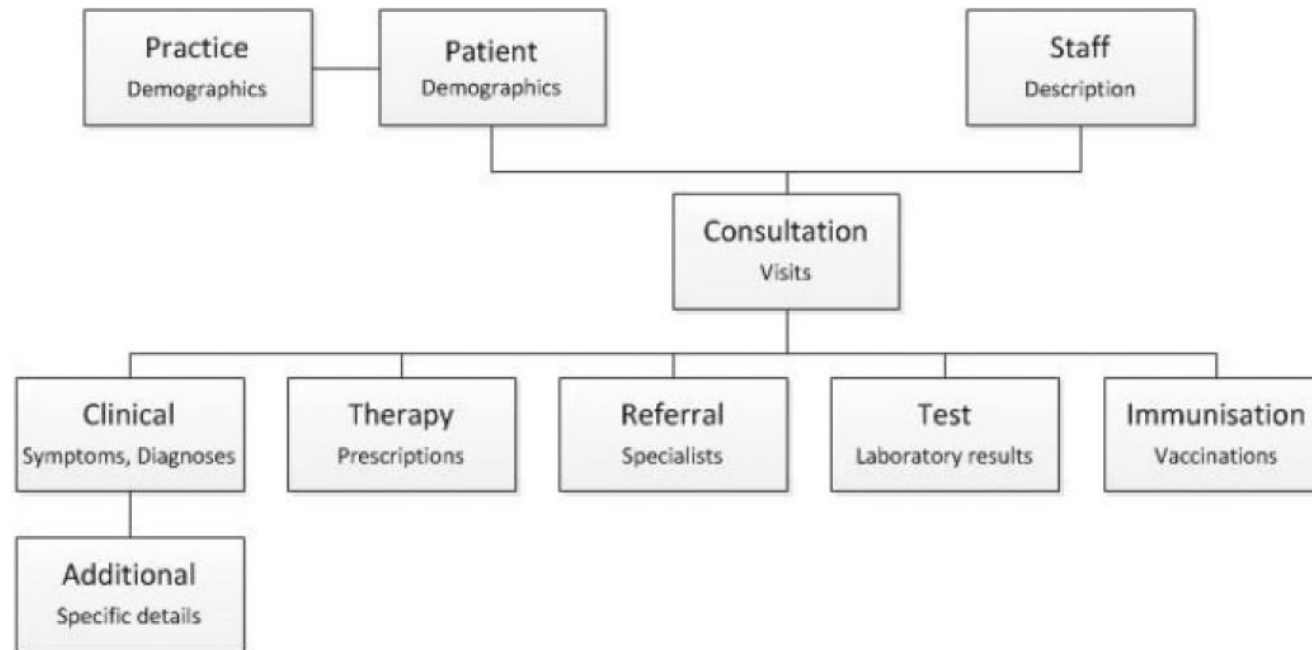 Practice
Demographics
Patient
Demographics
Staff
Description
Consultation
Visits
Clinical
Symptoms, Diagnoses
Therapy
Prescriptions
Referral
Specialists
Test
Laboratory results
Immunisation
Vaccinations
Additional
Specific details